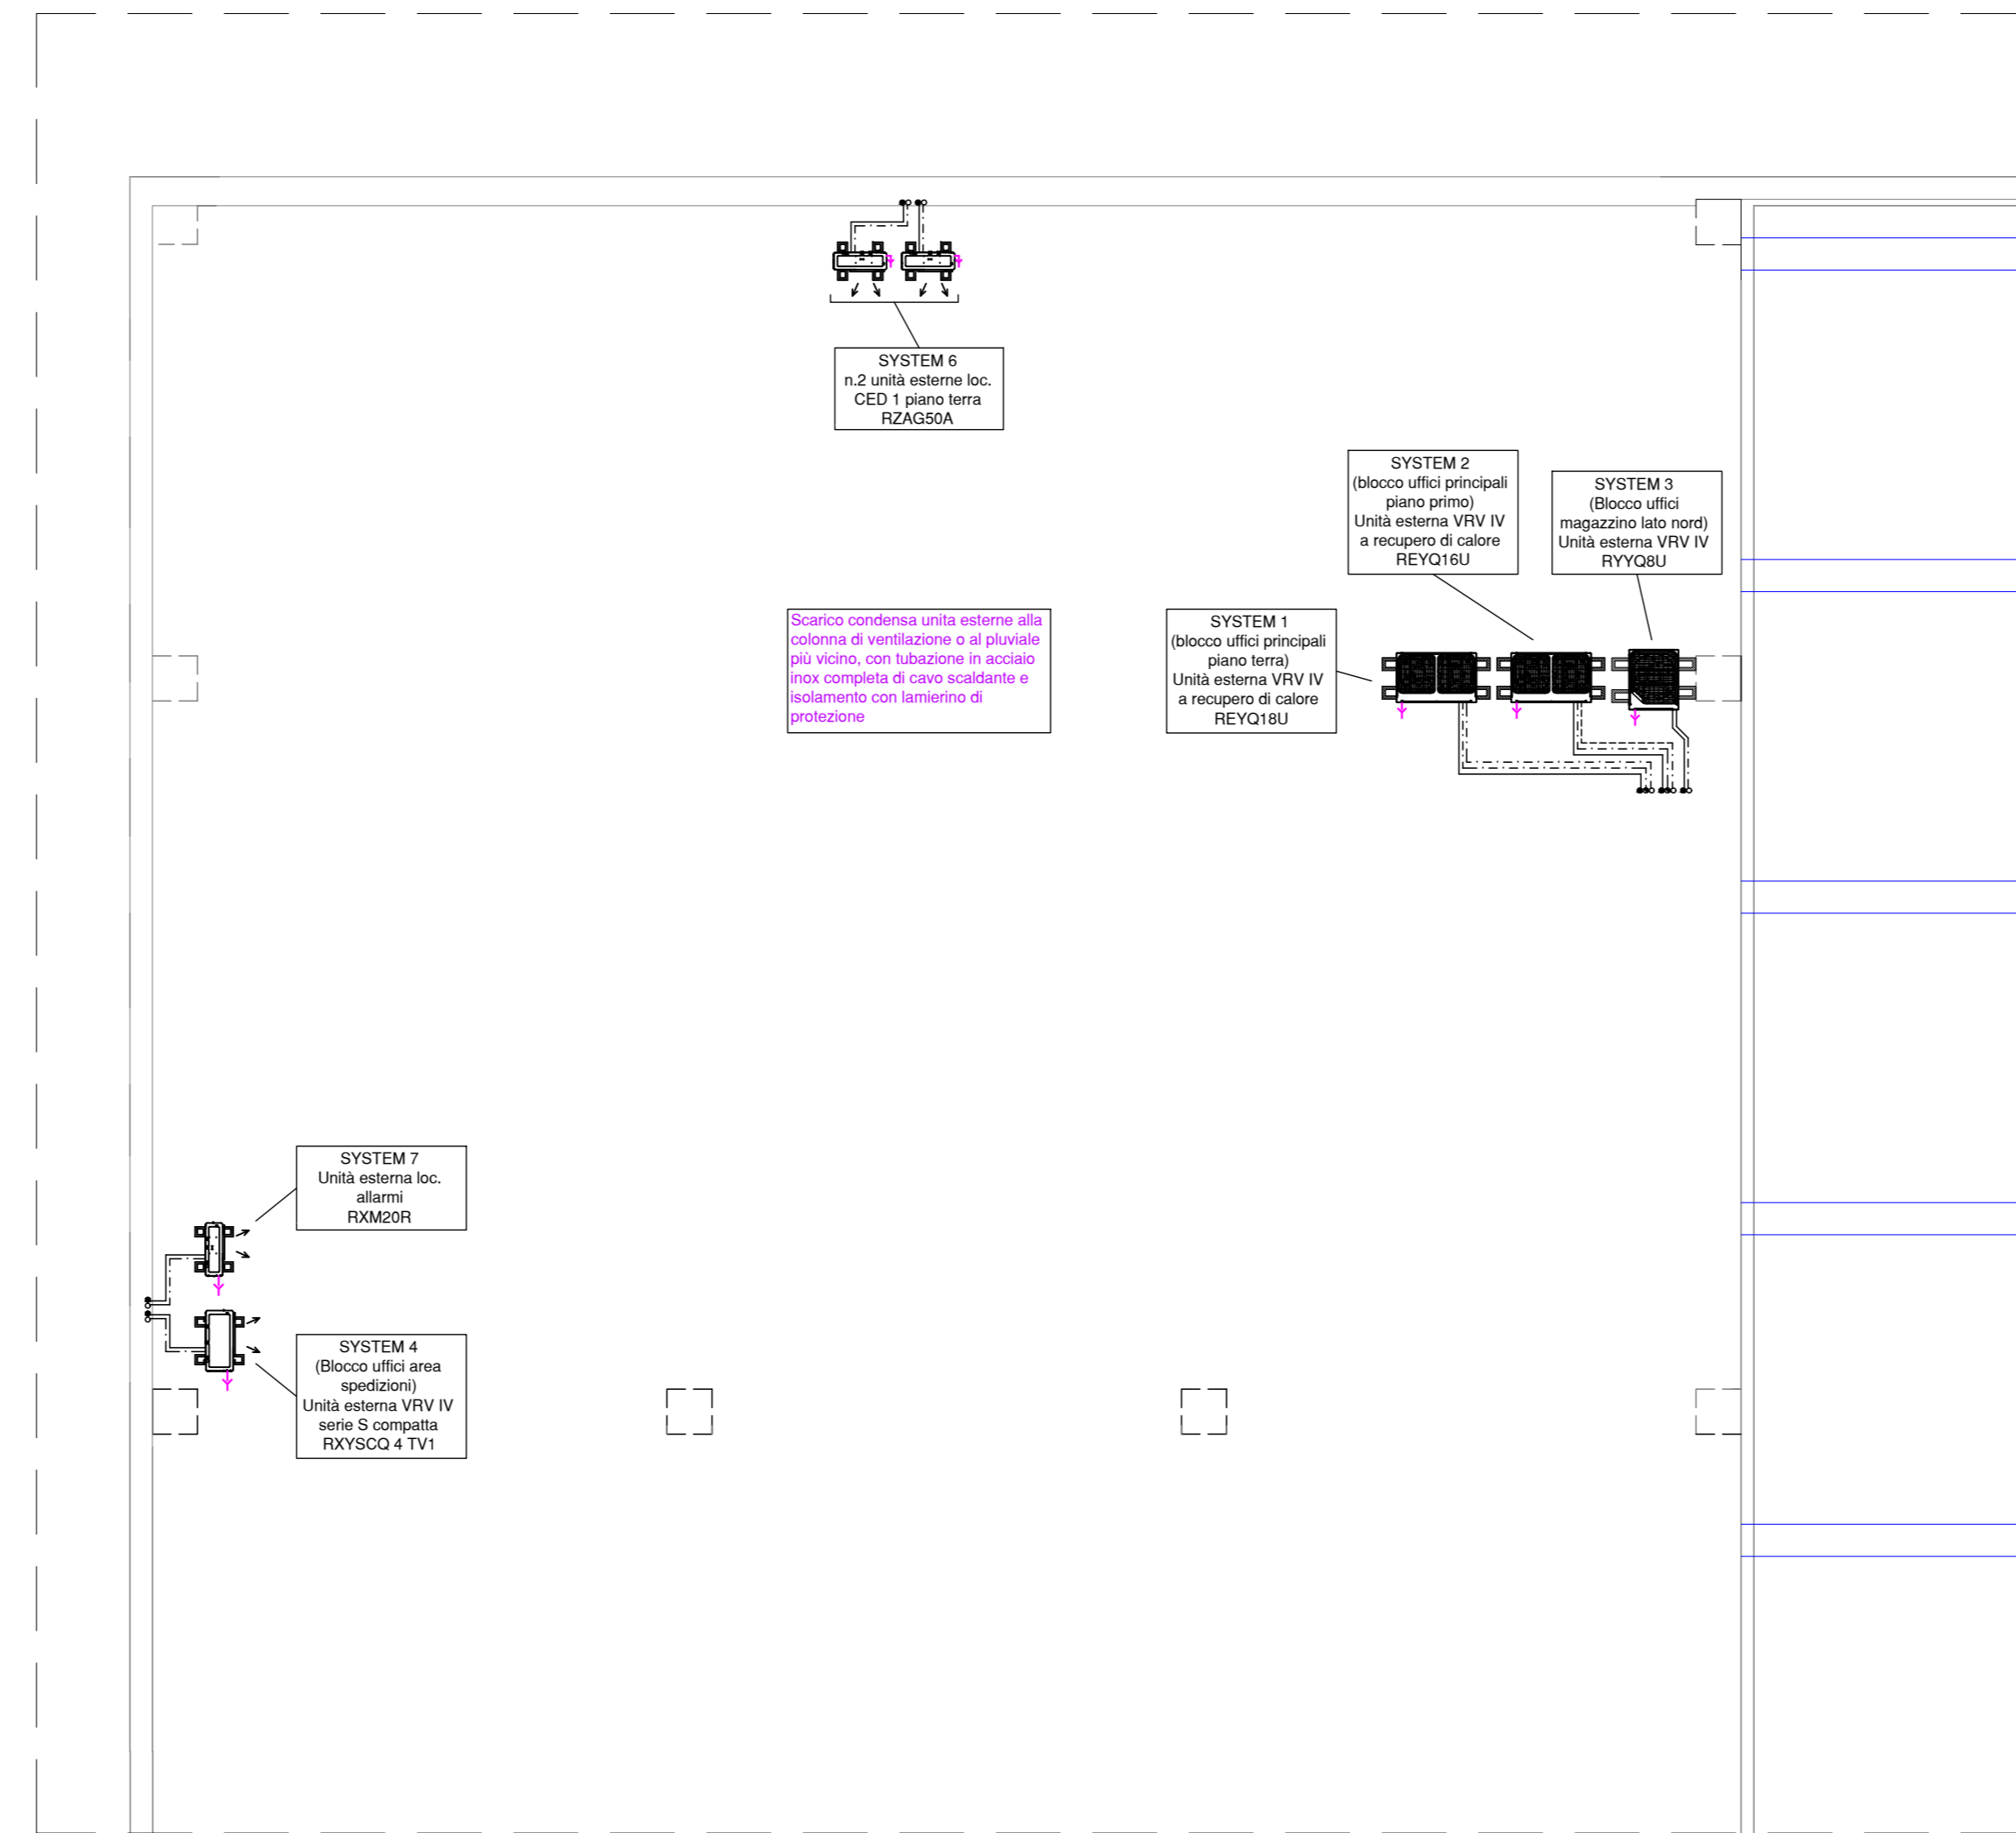 SYSTEM 6
n.2 unità esterne loc.
CED 1 piano terra
RZAG50A
SYSTEM 2
(blocco uffici principali
piano primo)
Unità esterna VRV IV
a recupero di calore
REYQ16U
SYSTEM 3
(Blocco uffici
magazzino lato nord)
Unità esterna VRV IV
RYYQ8U
Scarico condensa unita esterne alla
colonna di ventilazione o al pluviale
più vicino, con tubazione in acciaio
inox completa di cavo scaldante e
isolamento con lamierino di
protezione
SYSTEM 1
(blocco uffici principali
piano terra)
Unità esterna VRV IV
a recupero di calore
REYQ18U
SYSTEM 7
Unità esterna loc.
allarmi
RXM20R
SYSTEM 4
(Blocco uffici area
spedizioni)
Unità esterna VRV IV
serie S compatta
RXYSCQ 4 TV1